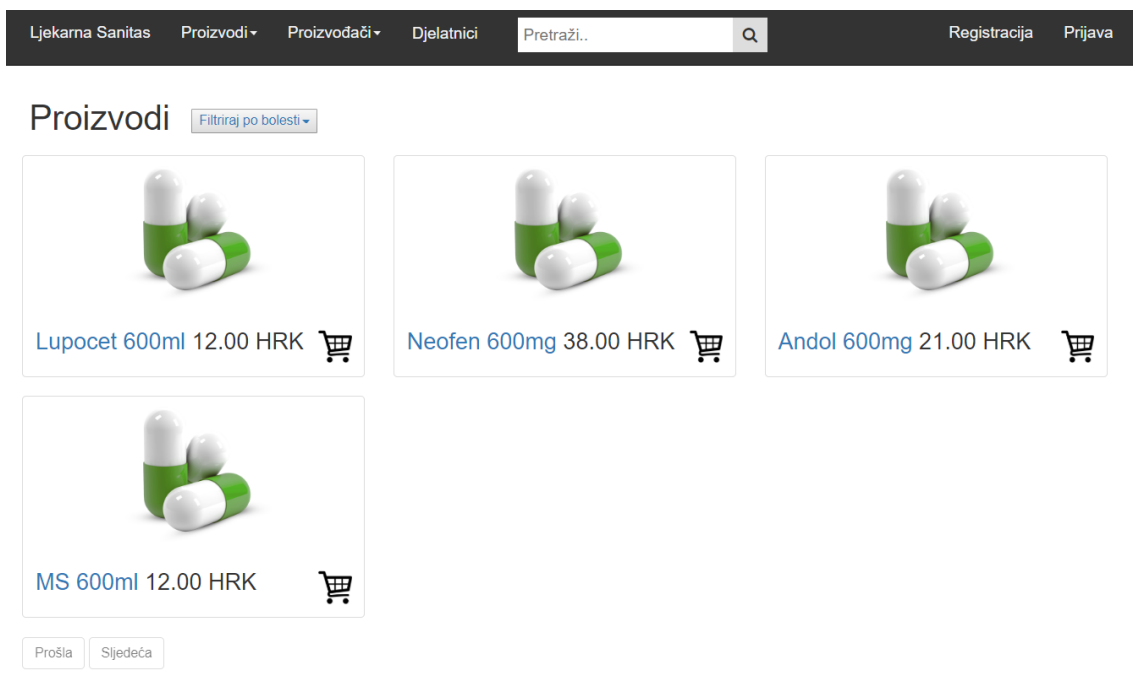 Ljekarna Sanitas Proizvodi Proizvođači Djelatnici Pretraži.. Registracija Prijava
Proizvodi Filtriraj po bolesti
Lupocet 600ml 12.00 HRK
Neofen 600mg 38.00 HRK
Andol 600mg 21.00 HRK
MS 600ml 12.00 HRK
Prošla Sljedeća